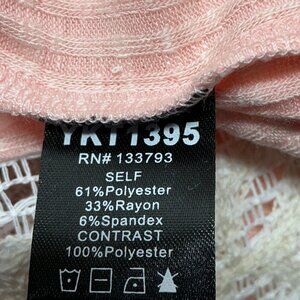 YKT1395
RN# 133793
SELF
61%Polyester
33%Rayon
6%Spandex
CONTRAST
100%Polyester